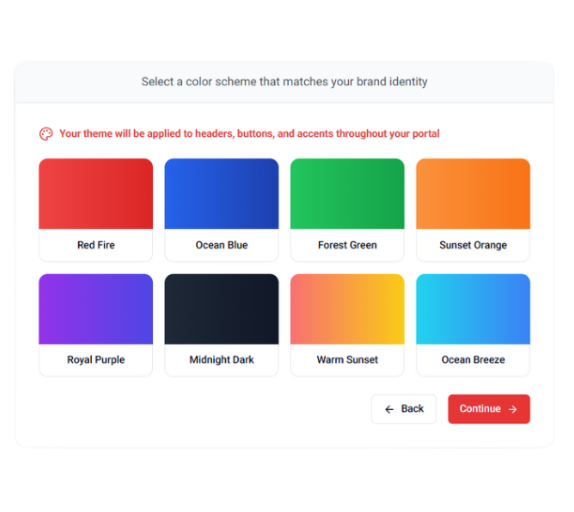 Select a color scheme that matches your brand identity
Your theme will be applied to headers, buttons, and accents throughout your portal
Red Fire
Ocean Blue
Forest Green
Sunset Orange
Royal Purple
Midnight Dark
Warm Sunset
Ocean Breeze
← Back
Continue →